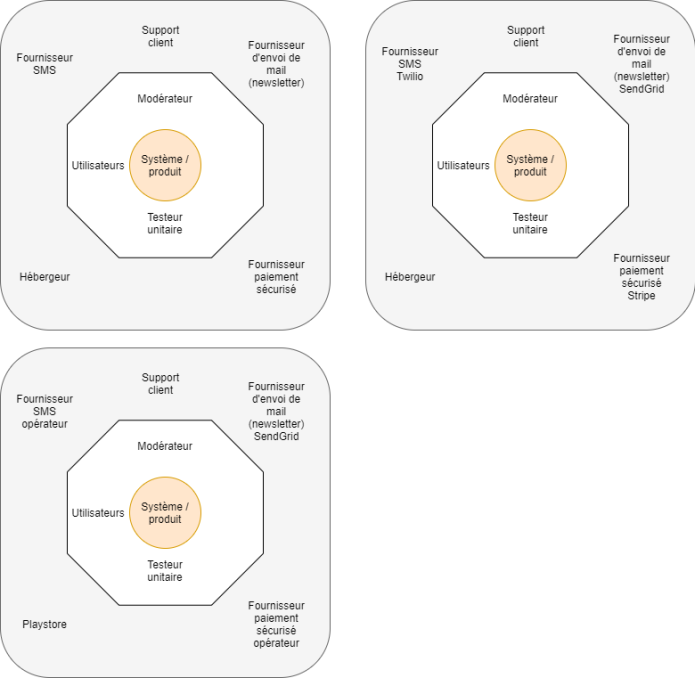 Support
client
Fournisseur
SMS
Fournisseur
d'envoi de
mail
(newsletter)
Modérateur
Utilisateurs
Système /
produit
Testeur
unitaire
Hébergeur
Fournisseur
paiement
sécurisé
Support
client
Fournisseur
SMS
Twilio
Fournisseur
d'envoi de
mail
(newsletter)
SendGrid
Modérateur
Utilisateurs
Système /
produit
Testeur
unitaire
Hébergeur
Fournisseur
paiement
sécurisé
Stripe
Support
client
Fournisseur
SMS
opérateur
Fournisseur
d'envoi de
mail
(newsletter)
SendGrid
Modérateur
Utilisateurs
Système /
produit
Testeur
unitaire
Playstore
Fournisseur
paiement
sécurisé
opérateur